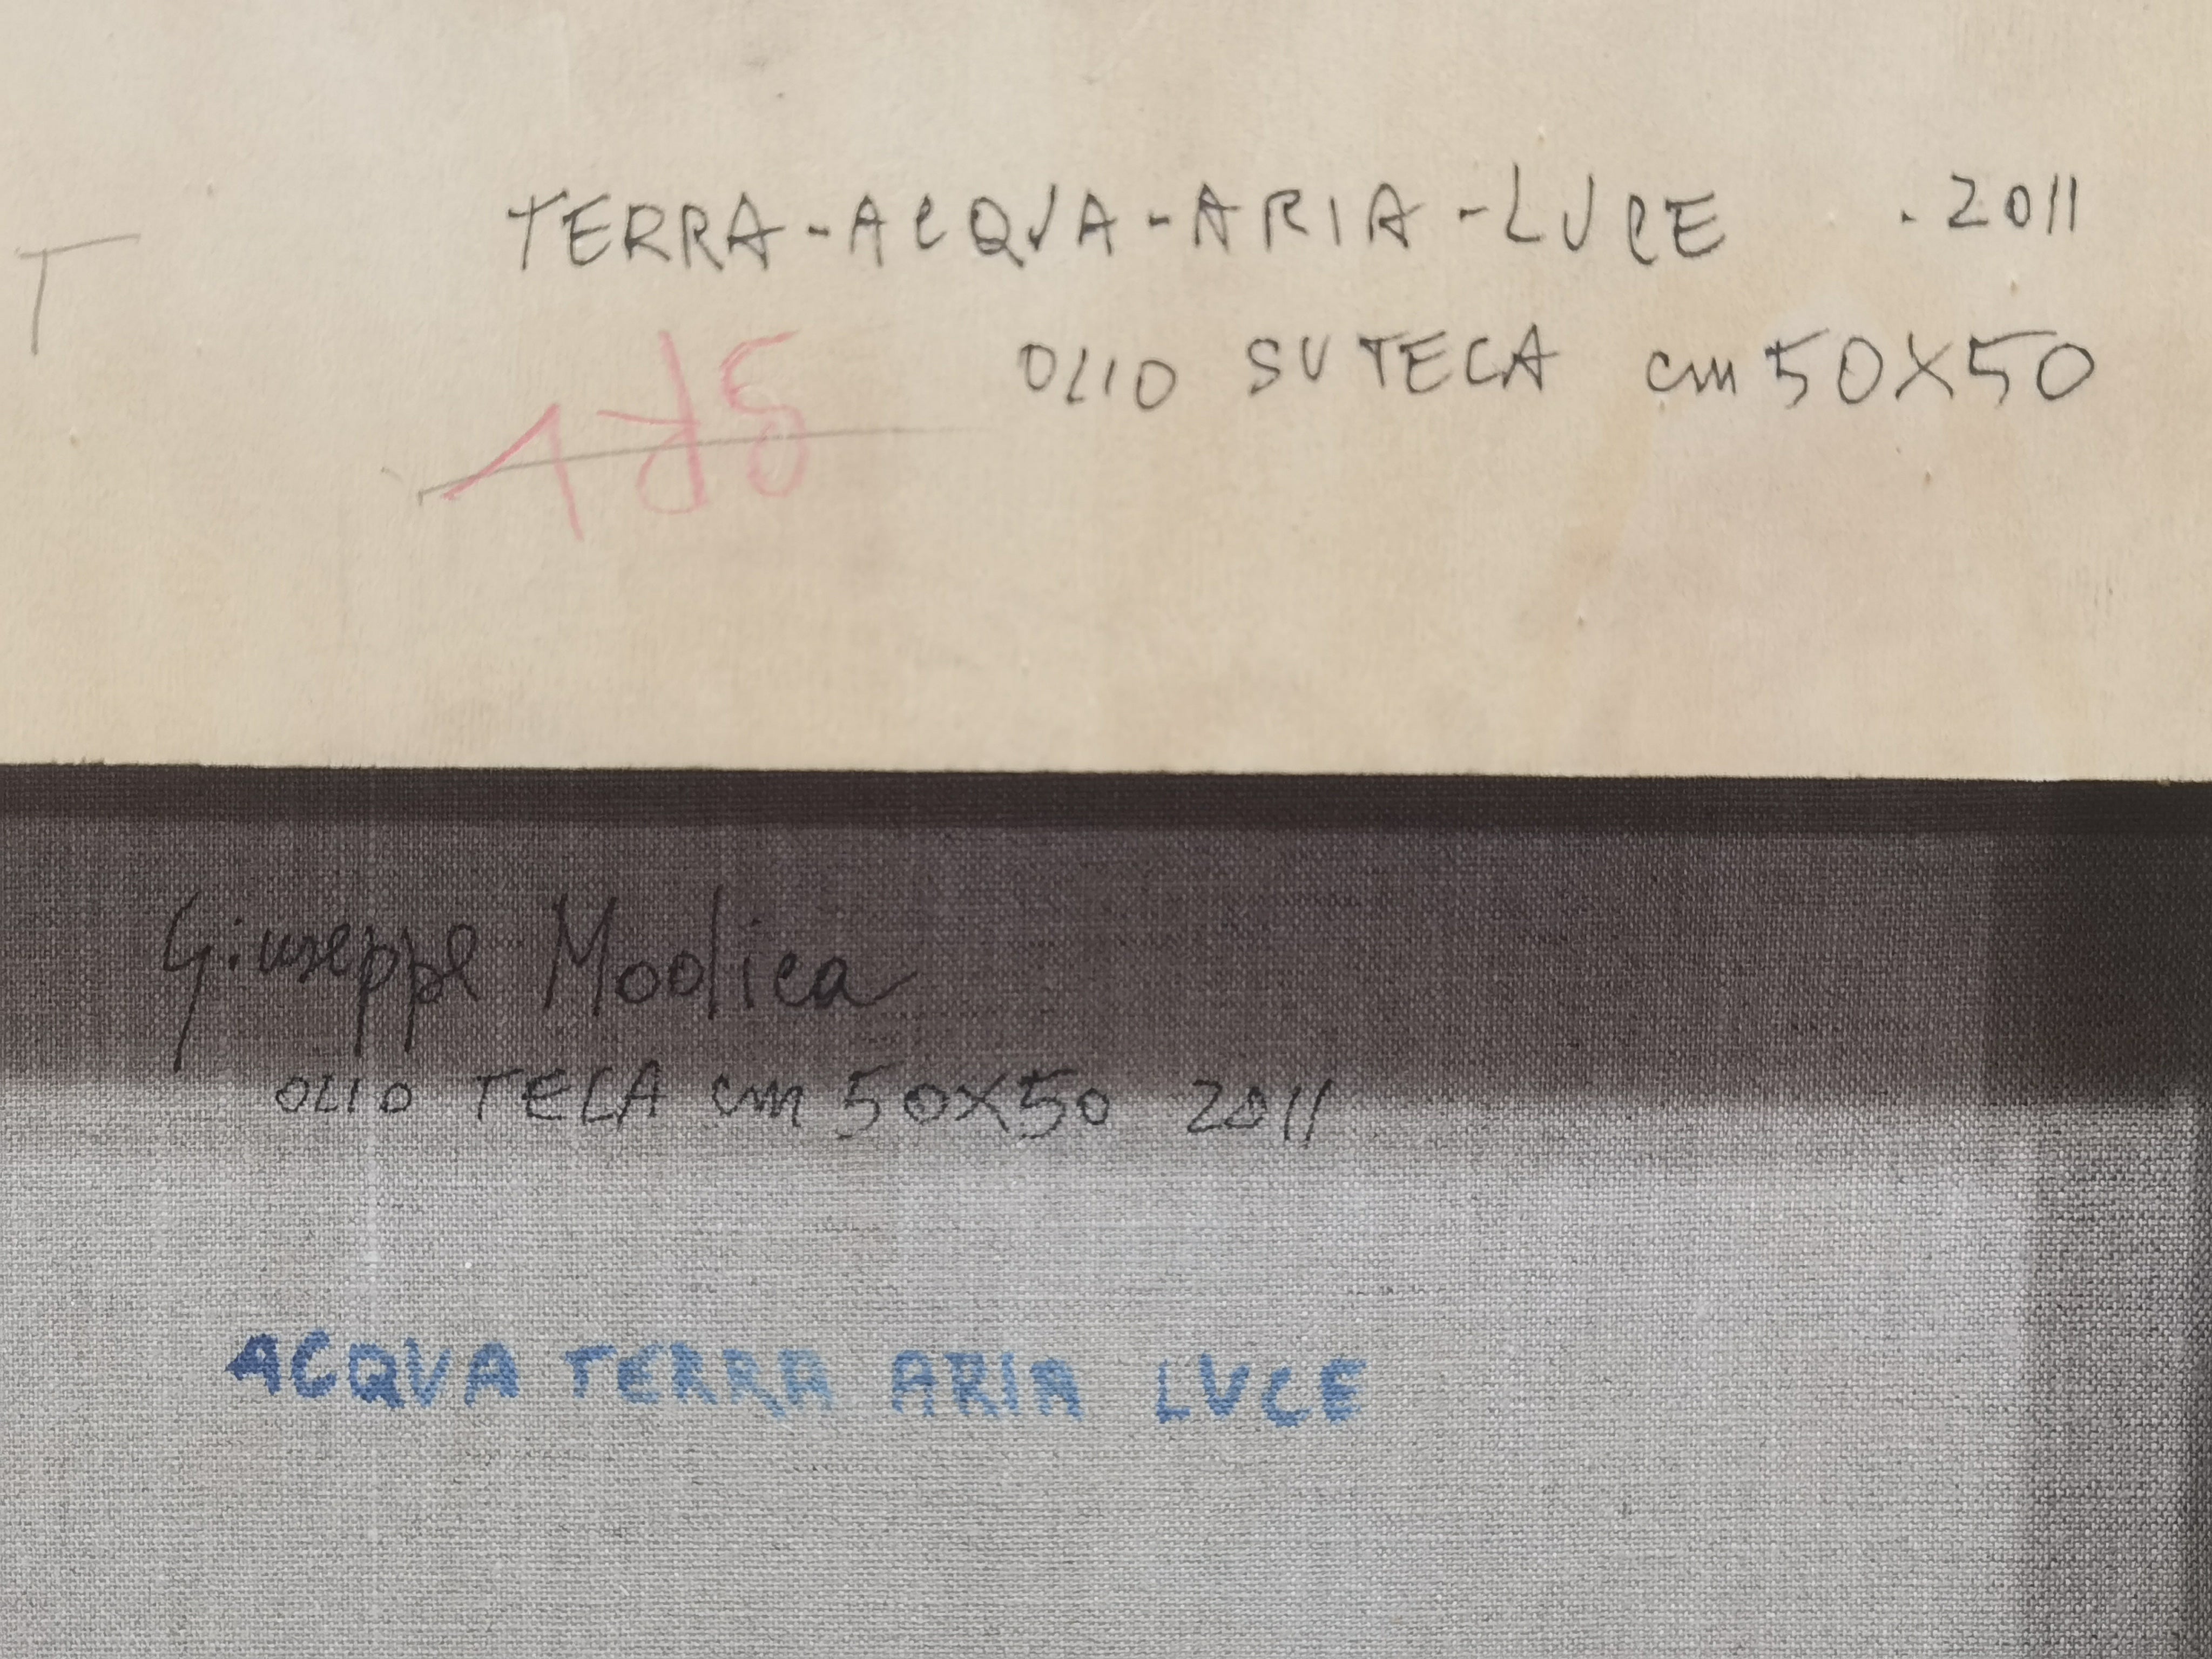 TERRA-ACQUA-ARIA-LUCE . 2011
T
OLIO SU TECA cm 50X50
Giuseppe Modica
OLIO TECA cm 50X50 2011
ACQUA TERRA ARIA LUCE